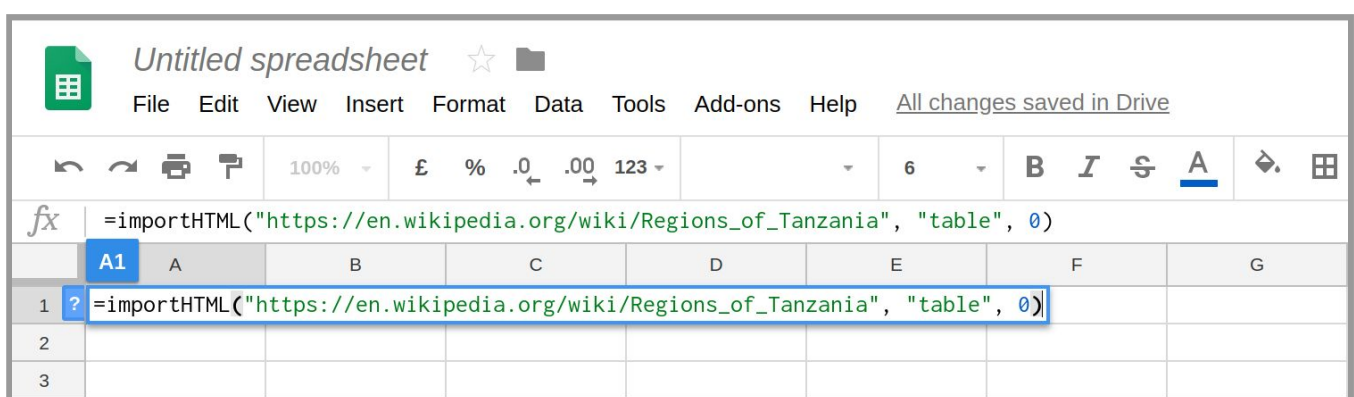 Untitled spreadsheet
File Edit View Insert Format Data Tools Add-ons Help All changes saved in Drive
100% £ % .0 .00 123 6 B I S A
fx =importHTML("https://en.wikipedia.org/wiki/Regions_of_Tanzania", "table", 0)
A1 A B C D E F G
1 ? =importHTML("https://en.wikipedia.org/wiki/Regions_of_Tanzania", "table", 0)
2
3